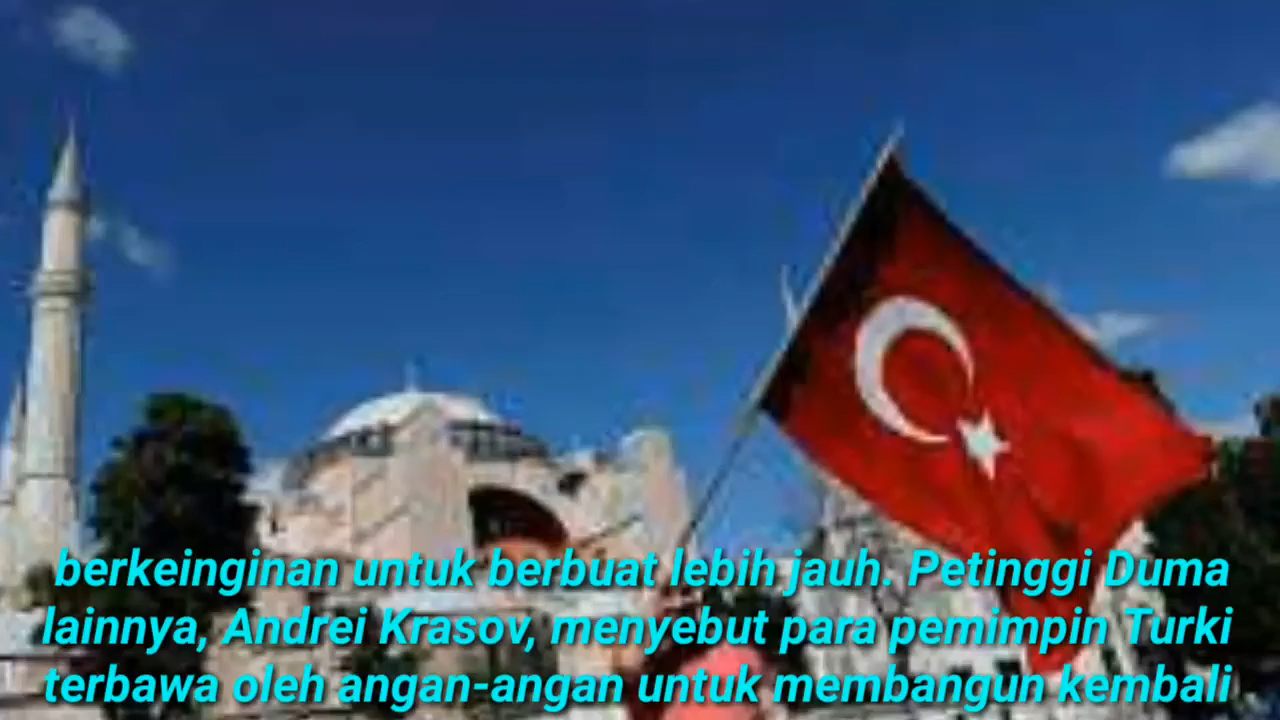 berkeinginan untuk berbuat lebih jauh. Petinggi Duma
lainnya, Andrei Krasov, menyebut para pemimpin Turki
terbawa oleh angan-angan untuk membangun kembali